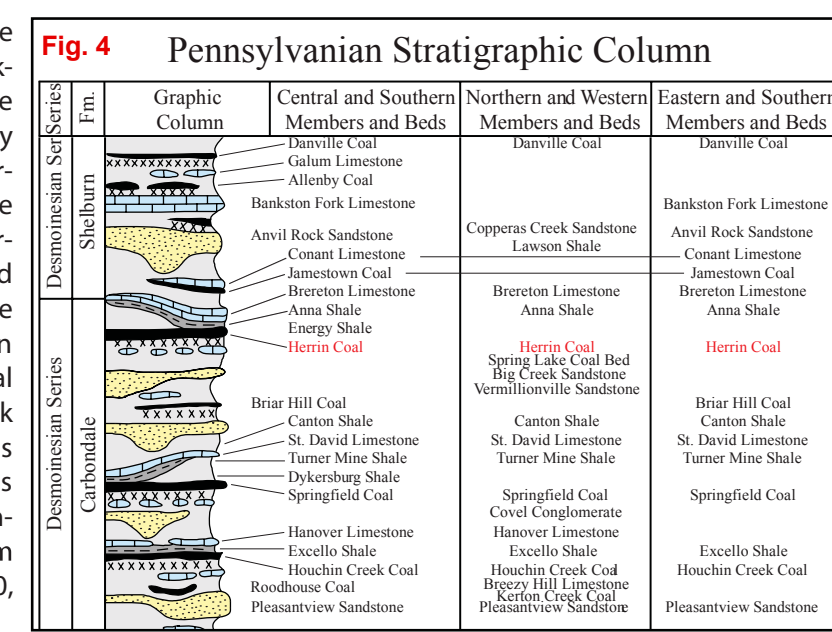 Fig. 4
Pennsylvanian Stratigraphic Column
Series
Fm.
Graphic
Column
Central and Southern
Members and Beds
Northern and Western
Members and Beds
Eastern and Southern
Members and Beds
Desmoinesian Series
Shelburn
Desmoinesian Series
Carbondale
Danville Coal
Galum Limestone
Allenby Coal
Bankston Fork Limestone
Anvil Rock Sandstone
Conant Limestone
Jamestown Coal
Brereton Limestone
Anna Shale
Energy Shale
Herrin Coal
Briar Hill Coal
Canton Shale
St. David Limestone
Turner Mine Shale
Dykersburg Shale
Springfield Coal
Hanover Limestone
Excello Shale
Houchin Creek Coal
Roodhouse Coal
Pleasantview Sandstone
Danville Coal
Copperas Creek Sandstone
Lawson Shale
Brereton Limestone
Anna Shale
Herrin Coal
Spring Lake Coal Bed
Big Creek Sandstone
Vermillionville Sandstone
Canton Shale
St. David Limestone
Turner Mine Shale
Springfield Coal
Covel Conglomerate
Hanover Limestone
Excello Shale
Houchin Creek Coal
Breezy Hill Limestone
Kerton Creek Coal
Pleasantview Sandstone
Danville Coal
Bankston Fork Limestone
Anvil Rock Sandstone
Conant Limestone
Jamestown Coal
Brereton Limestone
Anna Shale
Herrin Coal
Briar Hill Coal
Canton Shale
St. David Limestone
Turner Mine Shale
Springfield Coal
Excello Shale
Houchin Creek Coal
Pleasantview Sandstone